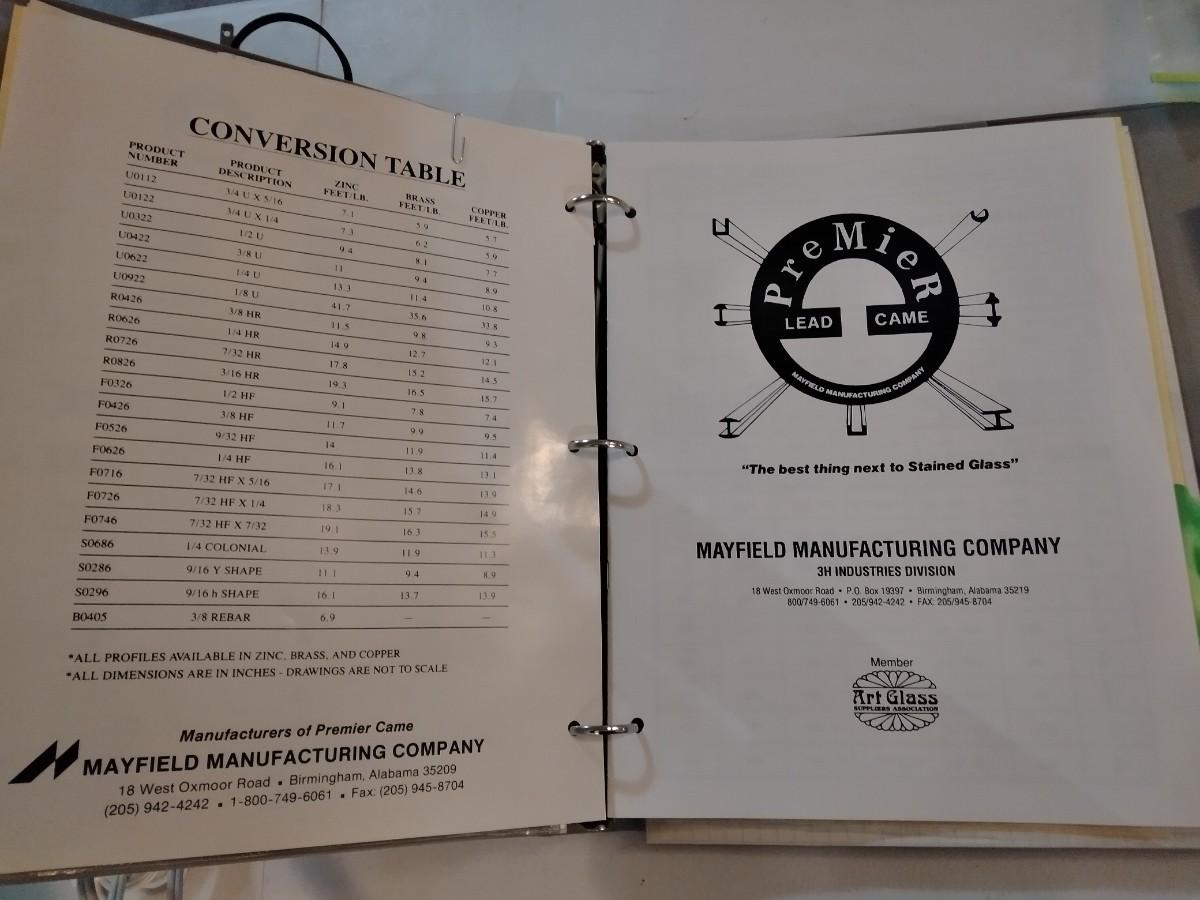 CONVERSION TABLE
PRODUCT NUMBER PRODUCT DESCRIPTION ZINC FEET/LB. BRASS FEET/LB. COPPER FEET/LB.
U0112 3/4 U X 5/16 7.1 5.9 5.7
U0122 3/4 U X 1/4 7.3 6.2 5.9
U0322 1/2 U 9.4 8.1 7.7
U0422 3/8 U 11 9.4 8.9
U0622 1/4 U 13.3 11.4 10.8
U0922 1/8 U 41.7 35.6 33.8
R0426 3/8 HR 11.5 9.8 9.3
R0626 1/4 HR 14.9 12.7 12.1
R0726 7/32 HR 17.8 15.2 14.5
R0826 3/16 HR 19.3 16.5 15.7
F0326 1/2 HF 9.1 7.8 7.4
F0426 3/8 HF 11.7 9.9 9.5
F0526 9/32 HF 14 11.9 11.4
F0626 1/4 HF 16.1 13.8 13.1
F0716 7/32 HF X 5/16 17.1 14.6 13.9
F0726 7/32 HF X 1/4 18.3 15.7 14.9
F0746 7/32 HF X 7/32 19.1 16.3 15.5
S0686 1/4 COLONIAL 13.9 11.9 11.3
S0286 9/16 Y SHAPE 11.1 9.4 8.9
S0296 9/16 h SHAPE 16.1 13.7 13.9
B0405 3/8 REBAR 6.9 — —
*ALL PROFILES AVAILABLE IN ZINC, BRASS, AND COPPER
*ALL DIMENSIONS ARE IN INCHES - DRAWINGS ARE NOT TO SCALE
Manufacturers of Premier Came
MAYFIELD MANUFACTURING COMPANY
18 West Oxmoor Road ▪ Birmingham, Alabama 35209
(205) 942-4242 ▪ 1-800-749-6061 ▪ Fax: (205) 945-8704
PreMieR
LEAD CAME
MAYFIELD MANUFACTURING COMPANY
"The best thing next to Stained Glass"
MAYFIELD MANUFACTURING COMPANY
3H INDUSTRIES DIVISION
18 West Oxmoor Road • P.O. Box 19397 • Birmingham, Alabama 35219
800/749-6061 • 205/942-4242 • FAX: 205/945-8704
Member
Art Glass
SUPPLIERS ASSOCIATION